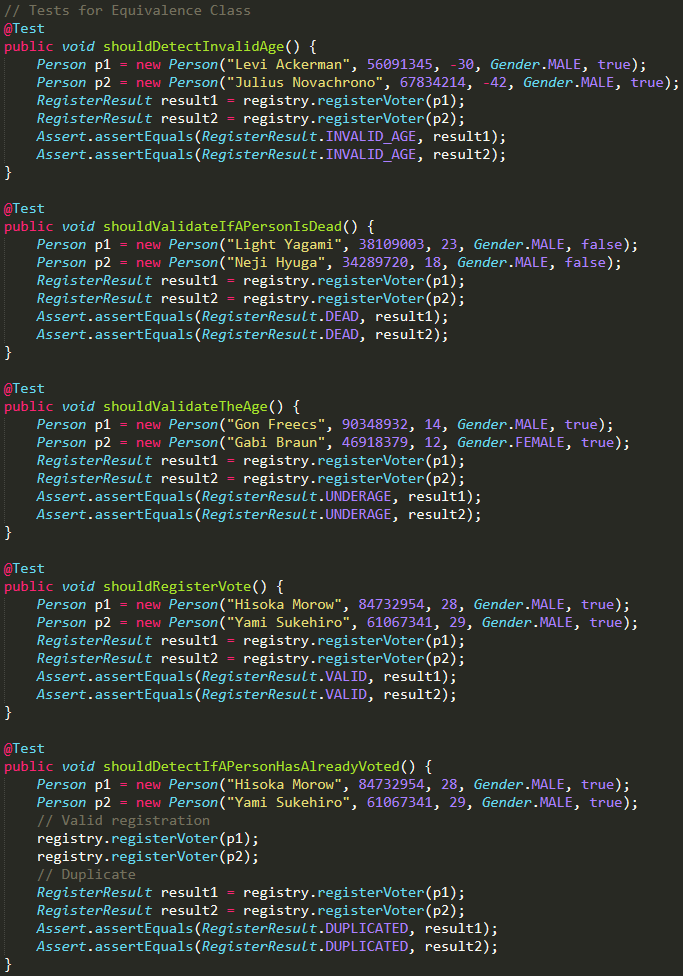 // Tests for Equivalence Class
@Test
public void shouldDetectInvalidAge() {
    Person p1 = new Person("Levi Ackerman", 56091345, -30, Gender.MALE, true);
    Person p2 = new Person("Julius Novachrono", 67834214, -42, Gender.MALE, true);
    RegisterResult result1 = registry.registerVoter(p1);
    RegisterResult result2 = registry.registerVoter(p2);
    Assert.assertEquals(RegisterResult.INVALID_AGE, result1);
    Assert.assertEquals(RegisterResult.INVALID_AGE, result2);
}

@Test
public void shouldValidateIfAPersonIsDead() {
    Person p1 = new Person("Light Yagami", 38109003, 23, Gender.MALE, false);
    Person p2 = new Person("Neji Hyuga", 34289720, 18, Gender.MALE, false);
    RegisterResult result1 = registry.registerVoter(p1);
    RegisterResult result2 = registry.registerVoter(p2);
    Assert.assertEquals(RegisterResult.DEAD, result1);
    Assert.assertEquals(RegisterResult.DEAD, result2);
}

@Test
public void shouldValidateTheAge() {
    Person p1 = new Person("Gon Freecs", 90348932, 14, Gender.MALE, true);
    Person p2 = new Person("Gabi Braun", 46918379, 12, Gender.FEMALE, true);
    RegisterResult result1 = registry.registerVoter(p1);
    RegisterResult result2 = registry.registerVoter(p2);
    Assert.assertEquals(RegisterResult.UNDERAGE, result1);
    Assert.assertEquals(RegisterResult.UNDERAGE, result2);
}

@Test
public void shouldRegisterVote() {
    Person p1 = new Person("Hisoka Morow", 84732954, 28, Gender.MALE, true);
    Person p2 = new Person("Yami Sukehiro", 61067341, 29, Gender.MALE, true);
    RegisterResult result1 = registry.registerVoter(p1);
    RegisterResult result2 = registry.registerVoter(p2);
    Assert.assertEquals(RegisterResult.VALID, result1);
    Assert.assertEquals(RegisterResult.VALID, result2);
}

@Test
public void shouldDetectIfAPersonHasAlreadyVoted() {
    Person p1 = new Person("Hisoka Morow", 84732954, 28, Gender.MALE, true);
    Person p2 = new Person("Yami Sukehiro", 61067341, 29, Gender.MALE, true);
    // Valid registration
    registry.registerVoter(p1);
    registry.registerVoter(p2);
    // Duplicate
    RegisterResult result1 = registry.registerVoter(p1);
    RegisterResult result2 = registry.registerVoter(p2);
    Assert.assertEquals(RegisterResult.DUPLICATED, result1);
    Assert.assertEquals(RegisterResult.DUPLICATED, result2);
}